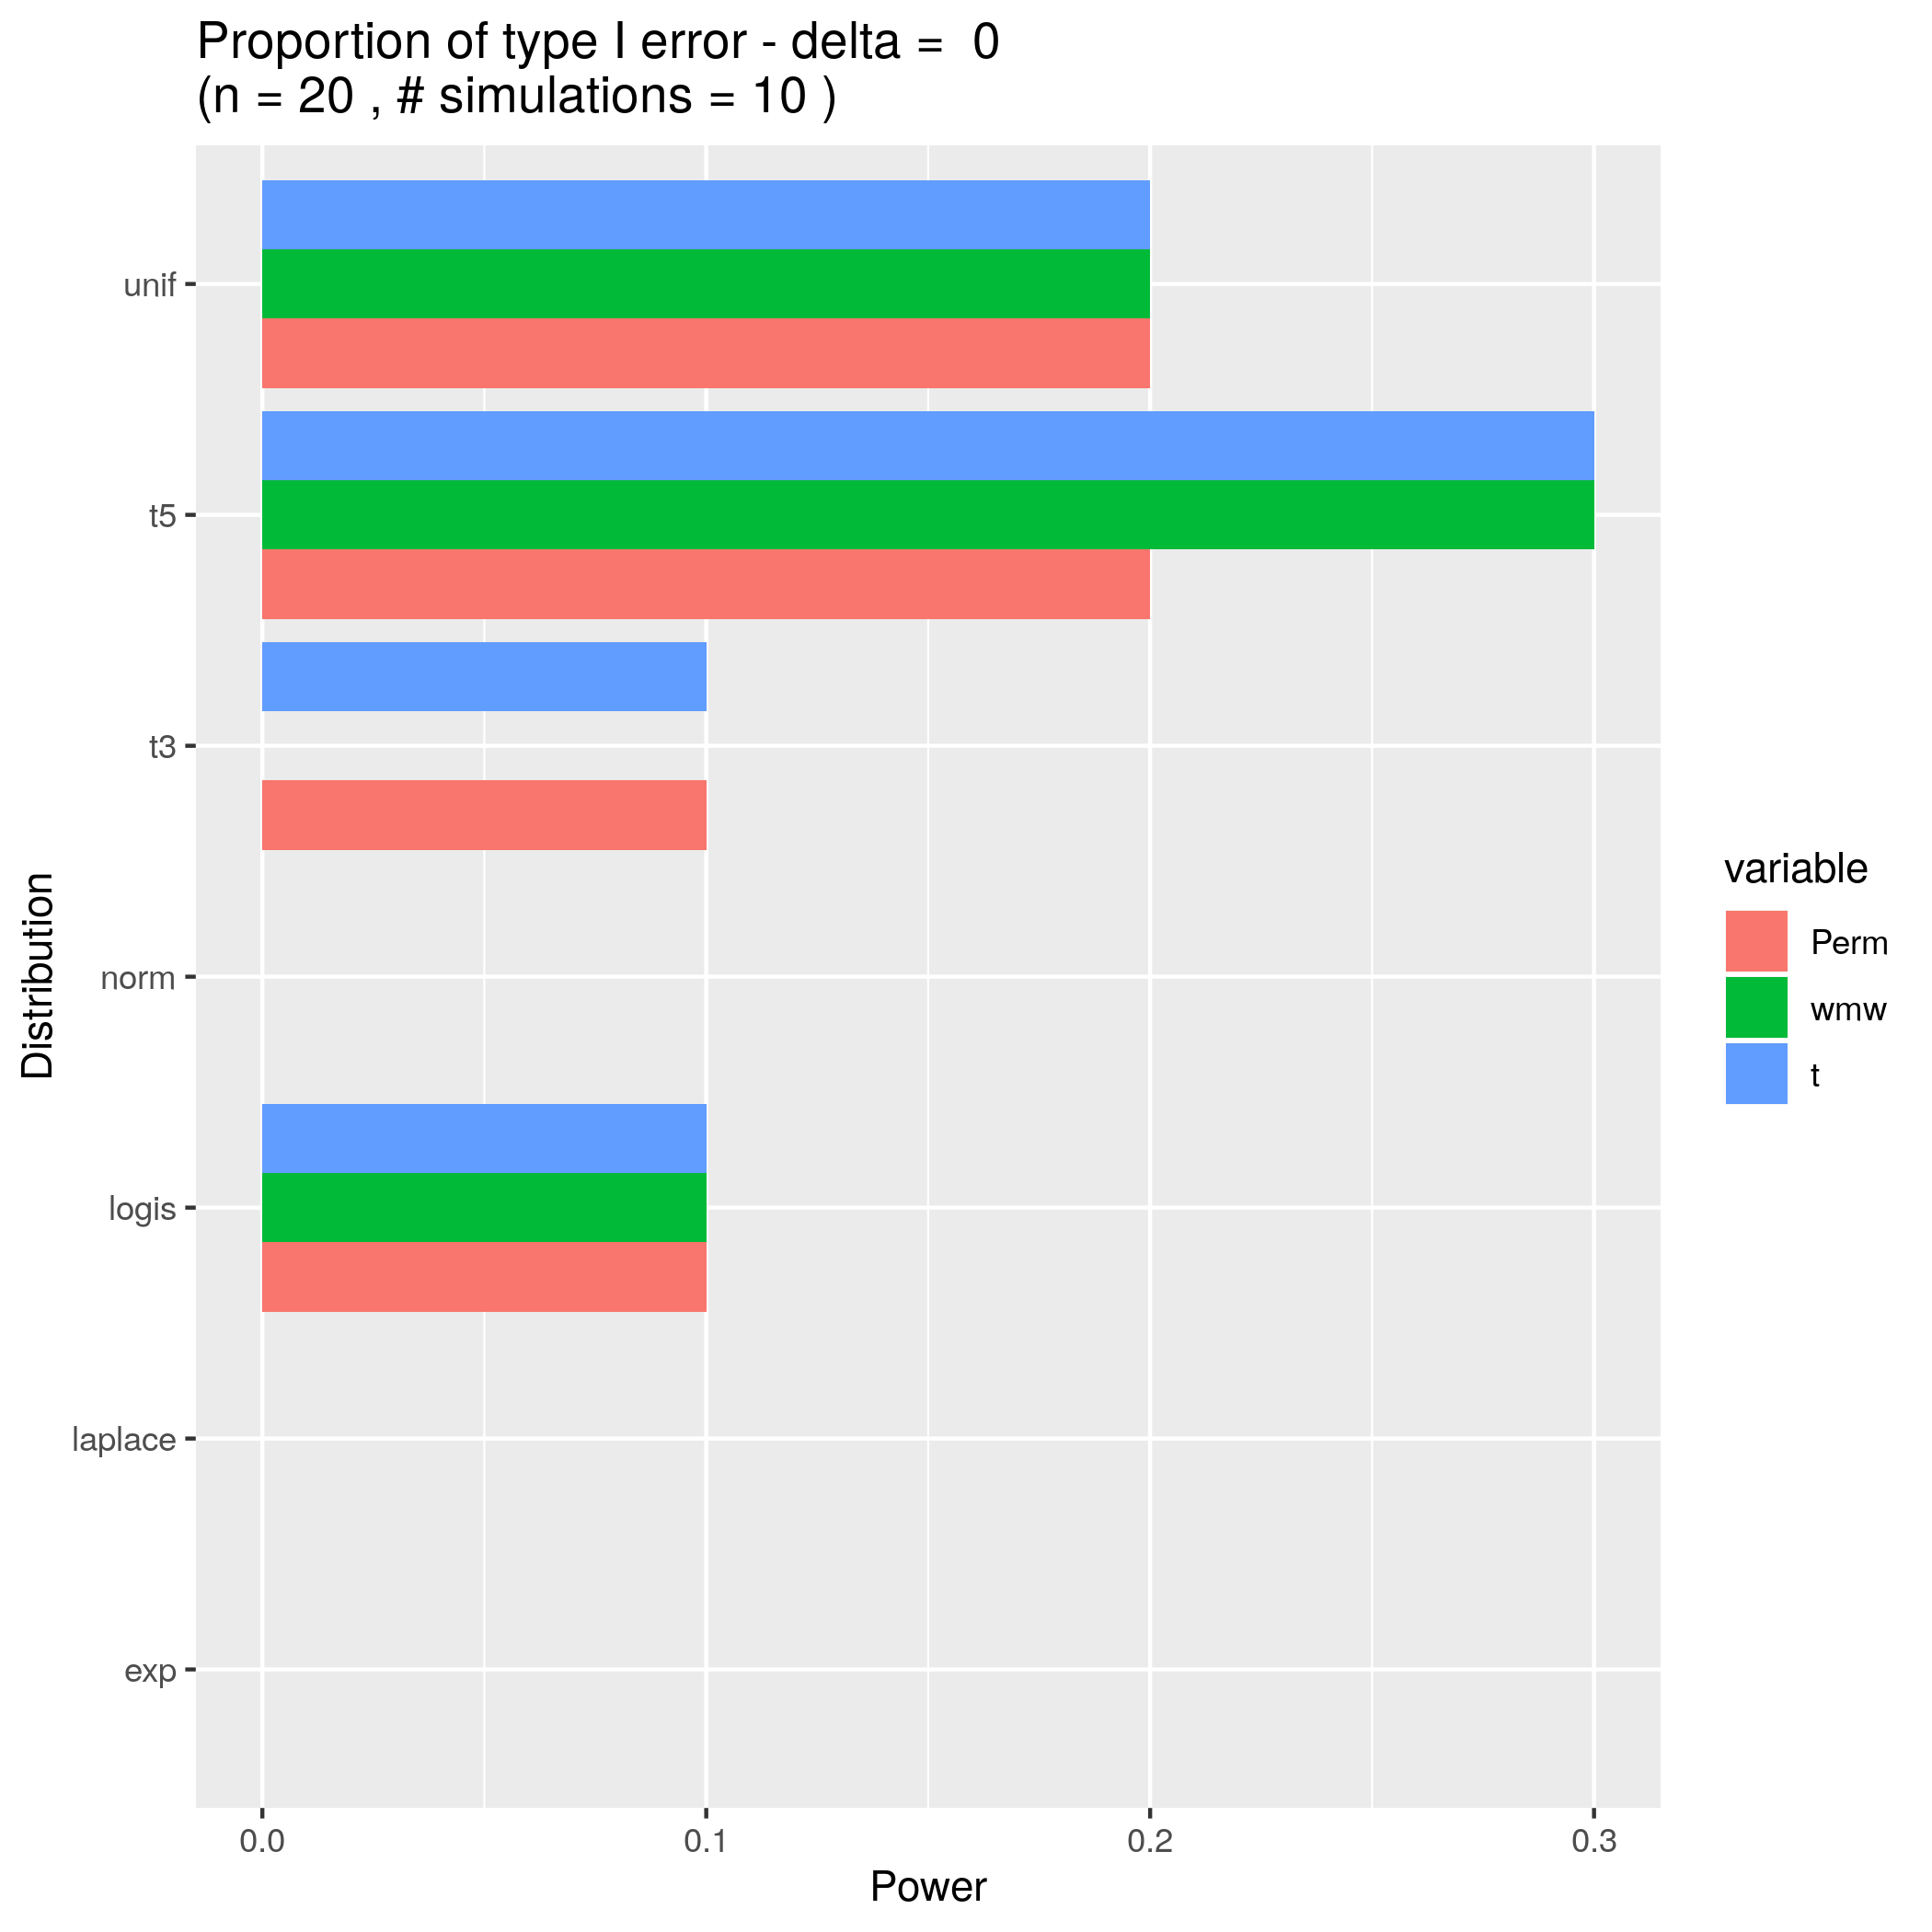 Proportion of type I error - delta =  0
(n = 20 , # simulations = 10 )
Distribution
unif
t5
t3
norm
logis
laplace
exp
0.0
0.1
0.2
0.3
Power
variable
Perm
wmw
t